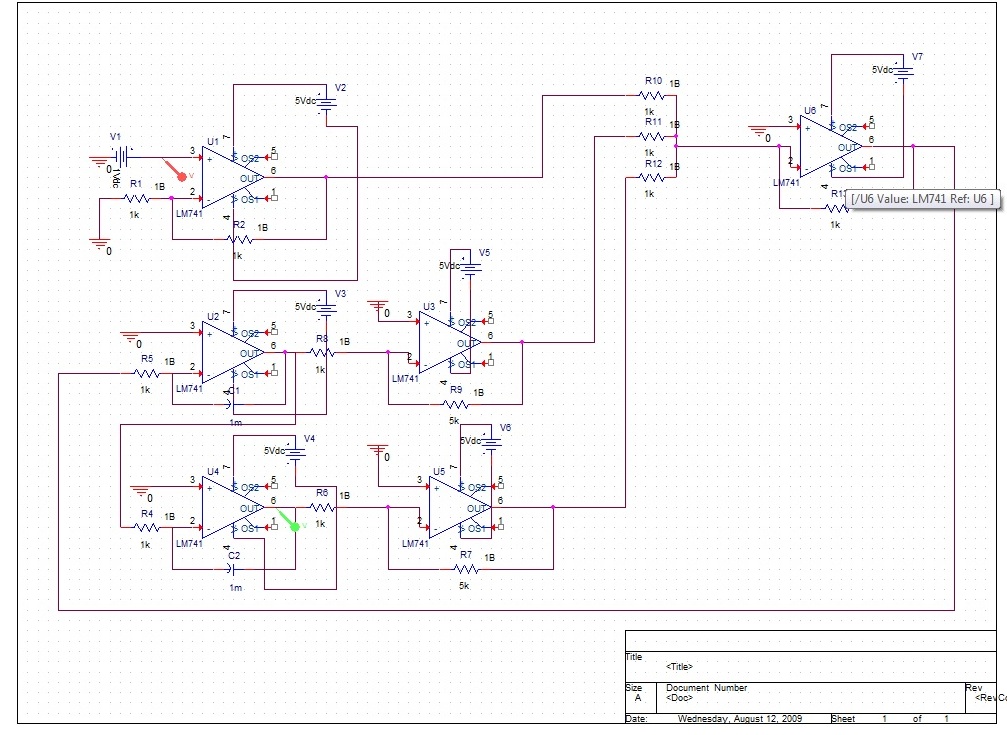 V1
0
1Vdc
R1
1B
1k
0
U1
3
+
7
OS2
5
6
OUT
2
-
OS1
1
4
LM741
V2
5Vdc
R2
1B
1k
R10
1B
1k
R11
1B
1k
R12
1B
1k
V7
5Vdc
U6
0
3
+
7
OS2
5
6
OUT
2
OS1
1
4
LM741
[/U6 Value: LM741 Ref: U6 ]
1k
V3
5Vdc
U2
0
3
+
7
OS2
5
6
OUT
2
-
OS1
1
4
LM741
R5
1B
1k
C1
1m
R8
1B
1k
V5
5Vdc
U3
0
3
+
7
OS2
5
6
OUT
2
-
OS1
1
4
LM741
R9
1B
5k
V4
5Vdc
U4
0
3
+
7
OS2
5
6
OUT
2
-
OS1
1
4
LM741
R4
1B
1k
C2
1m
R6
1B
1k
V6
5Vdc
U5
0
3
+
7
OS2
5
6
OUT
2
-
OS1
1
4
LM741
R7
1B
5k
Title
<Title>
Size
A
Document Number
<Doc>
Rev
Date:
Wednesday, August 12, 2009
Sheet
1
of
1